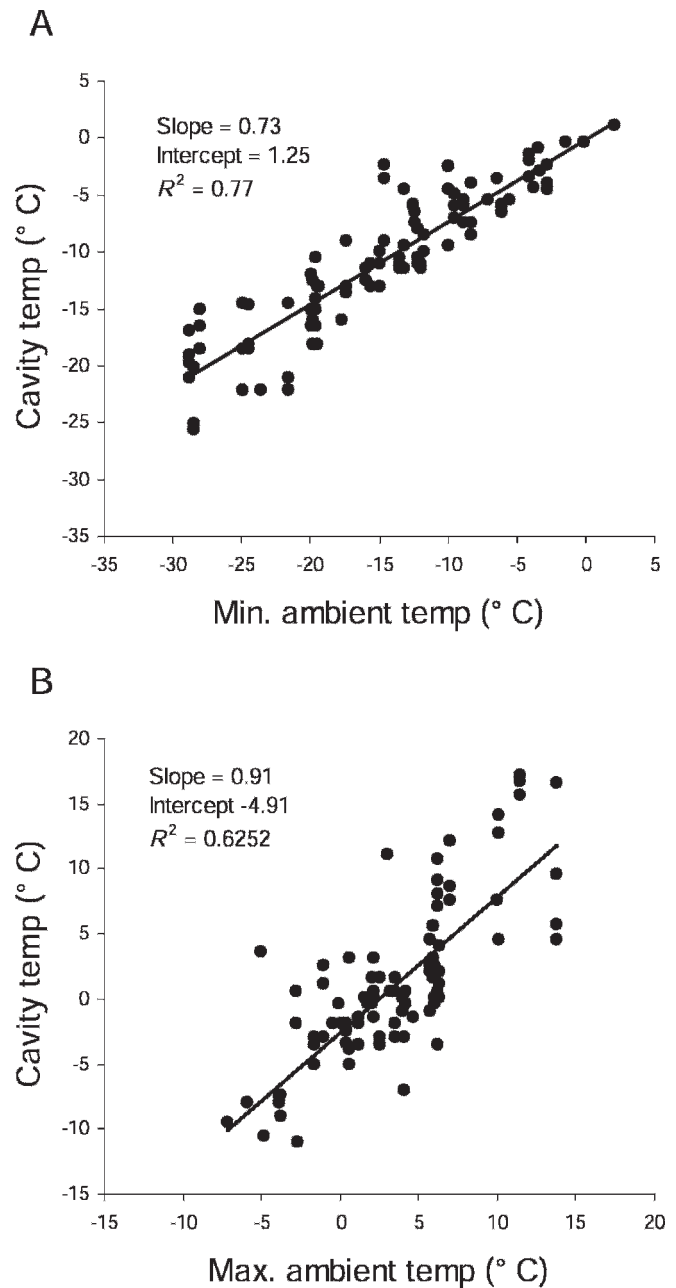 A
Slope = 0.73
Intercept = 1.25
R² = 0.77
5
0
-5
-10
-15
-20
-25
-30
-35
Cavity temp (° C)
-35 -30 -25 -20 -15 -10 -5 0 5
Min. ambient temp (° C)
B
Slope = 0.91
Intercept -4.91
R² = 0.6252
20
15
10
5
0
-5
-10
-15
Cavity temp (° C)
-15 -10 -5 0 5 10 15 20
Max. ambient temp (° C)